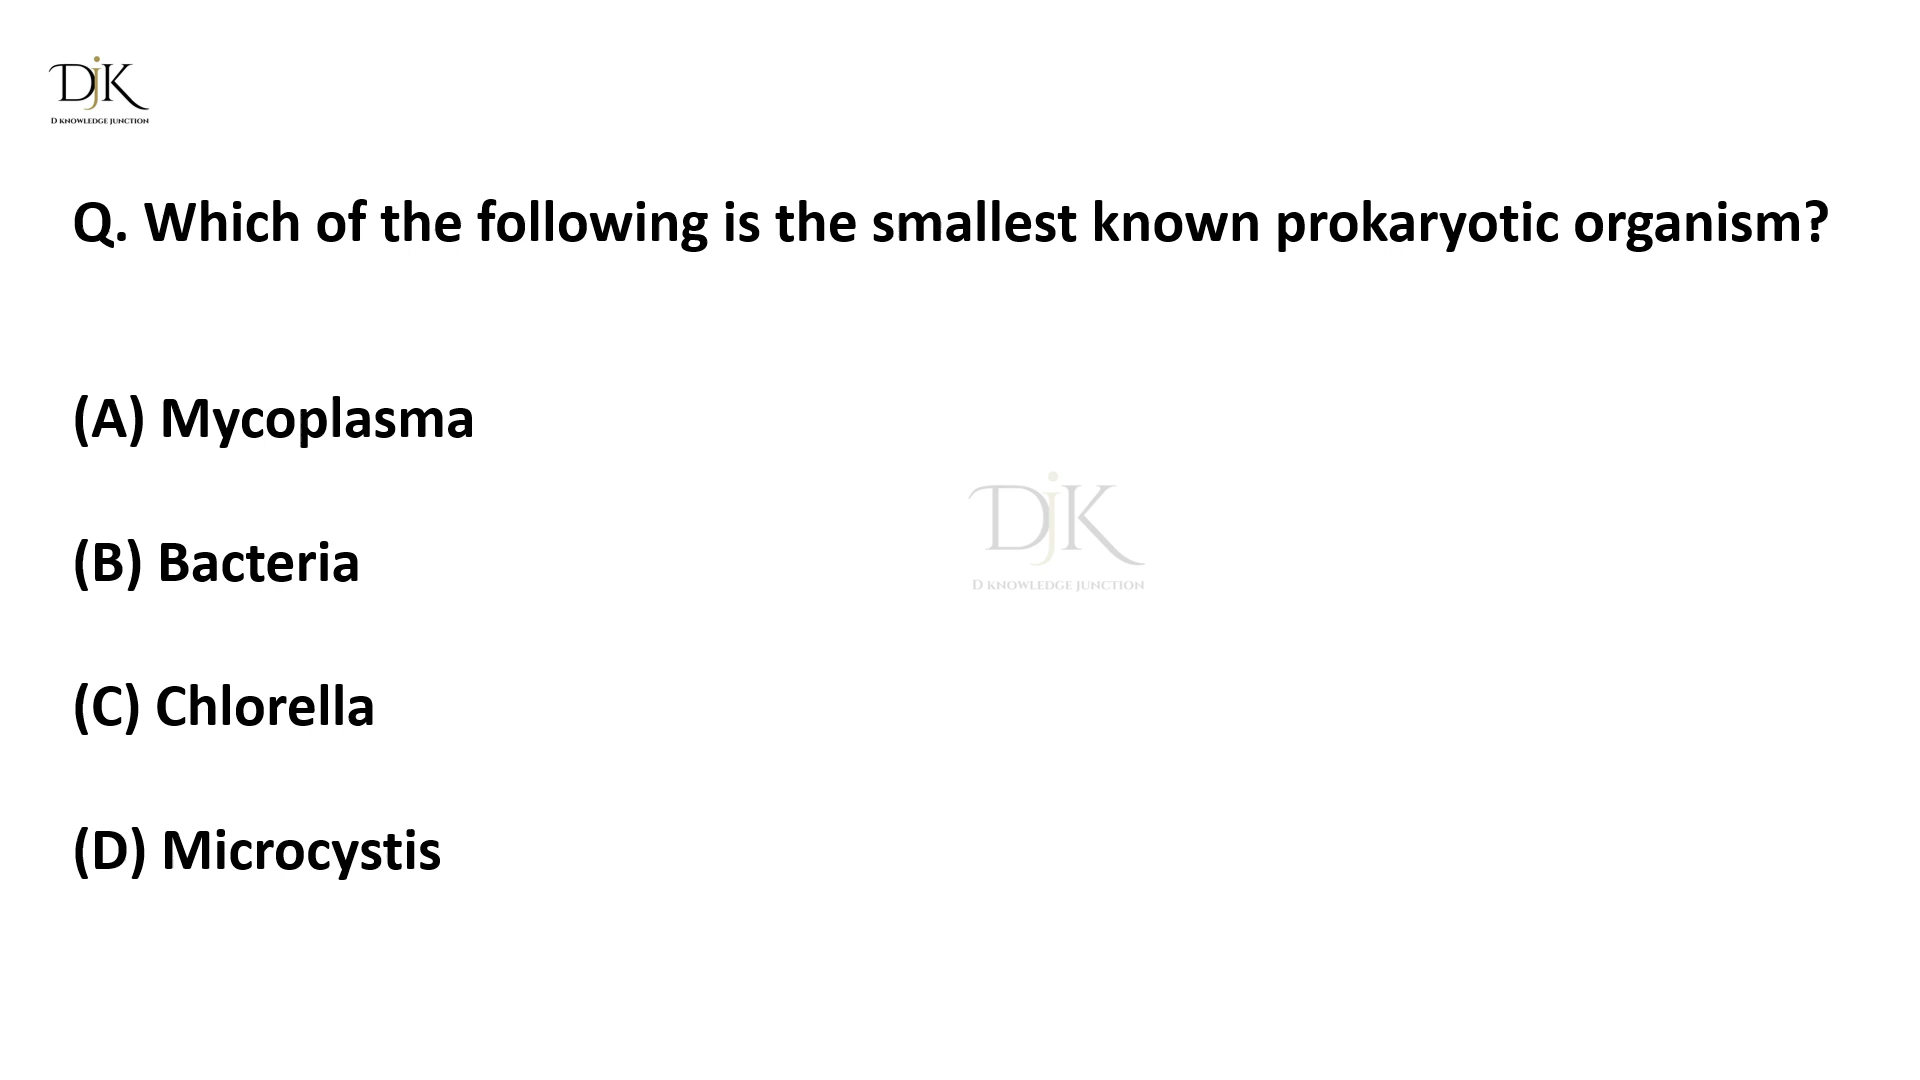 DjK
D KNOWLEDGE JUNCTION
Q. Which of the following is the smallest known prokaryotic organism?
(A) Mycoplasma
DjK
D KNOWLEDGE JUNCTION
(B) Bacteria
(C) Chlorella
(D) Microcystis